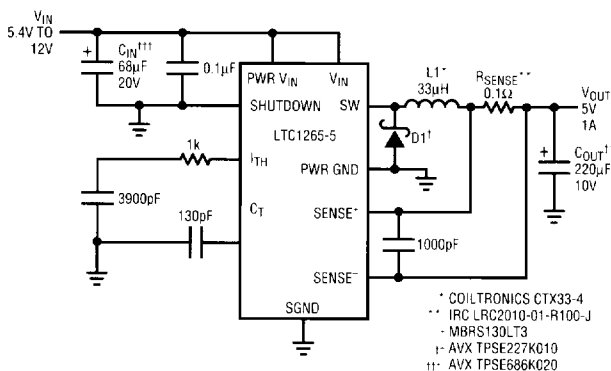 VIN
5.4V TO
12V
CIN†††
68µF
20V
0.1µF
PWR VIN
VIN
SHUTDOWN
SW
LTC1265-5
L1*
33µH
RSENSE**
0.1Ω
VOUT
5V
1A
D1†
COUT††
220µF
10V
1k
ITH
PWR GND
3900pF
130pF
CT
SENSE+
1000pF
SENSE−
SGND
* COILTRONICS CTX33-4
** IRC LRC2010-01-R100-J
MBRS130LT3
AVX TPSE227K010
AVX TPSE686K020